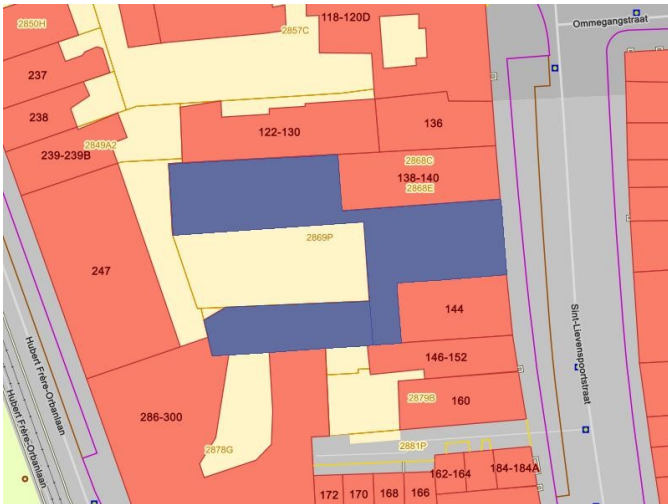 2850H
118-120D
Ommegangstraat
2857C
237
238
122-130
136
2849A2
239-239B
2868C
138-140
2868E
2869P
247
144
Sint-Lievenspoortstraat
Hubert Frère-Orbanlaan
Hubert Frère-Orbanlaan
146-152
2879B
160
286-300
2878G
2881P
162-164
184-184A
172
170
168
166